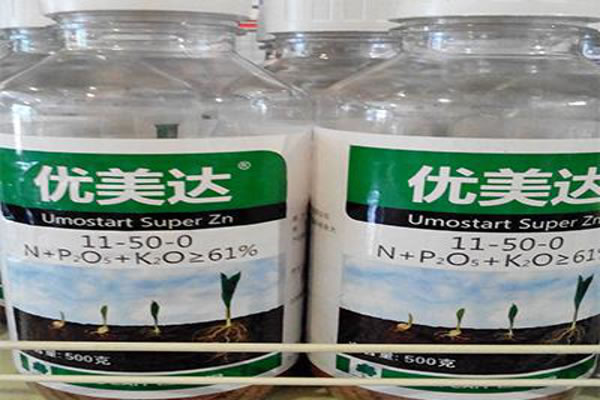 优美达®
Umostart Super Zn
11-50-0
N+P₂O₅+K₂O≥61%
500克
优美达
Umostart Super Zn
11-50-0
N+P₂O₅+K₂O≥61%
量: 500克